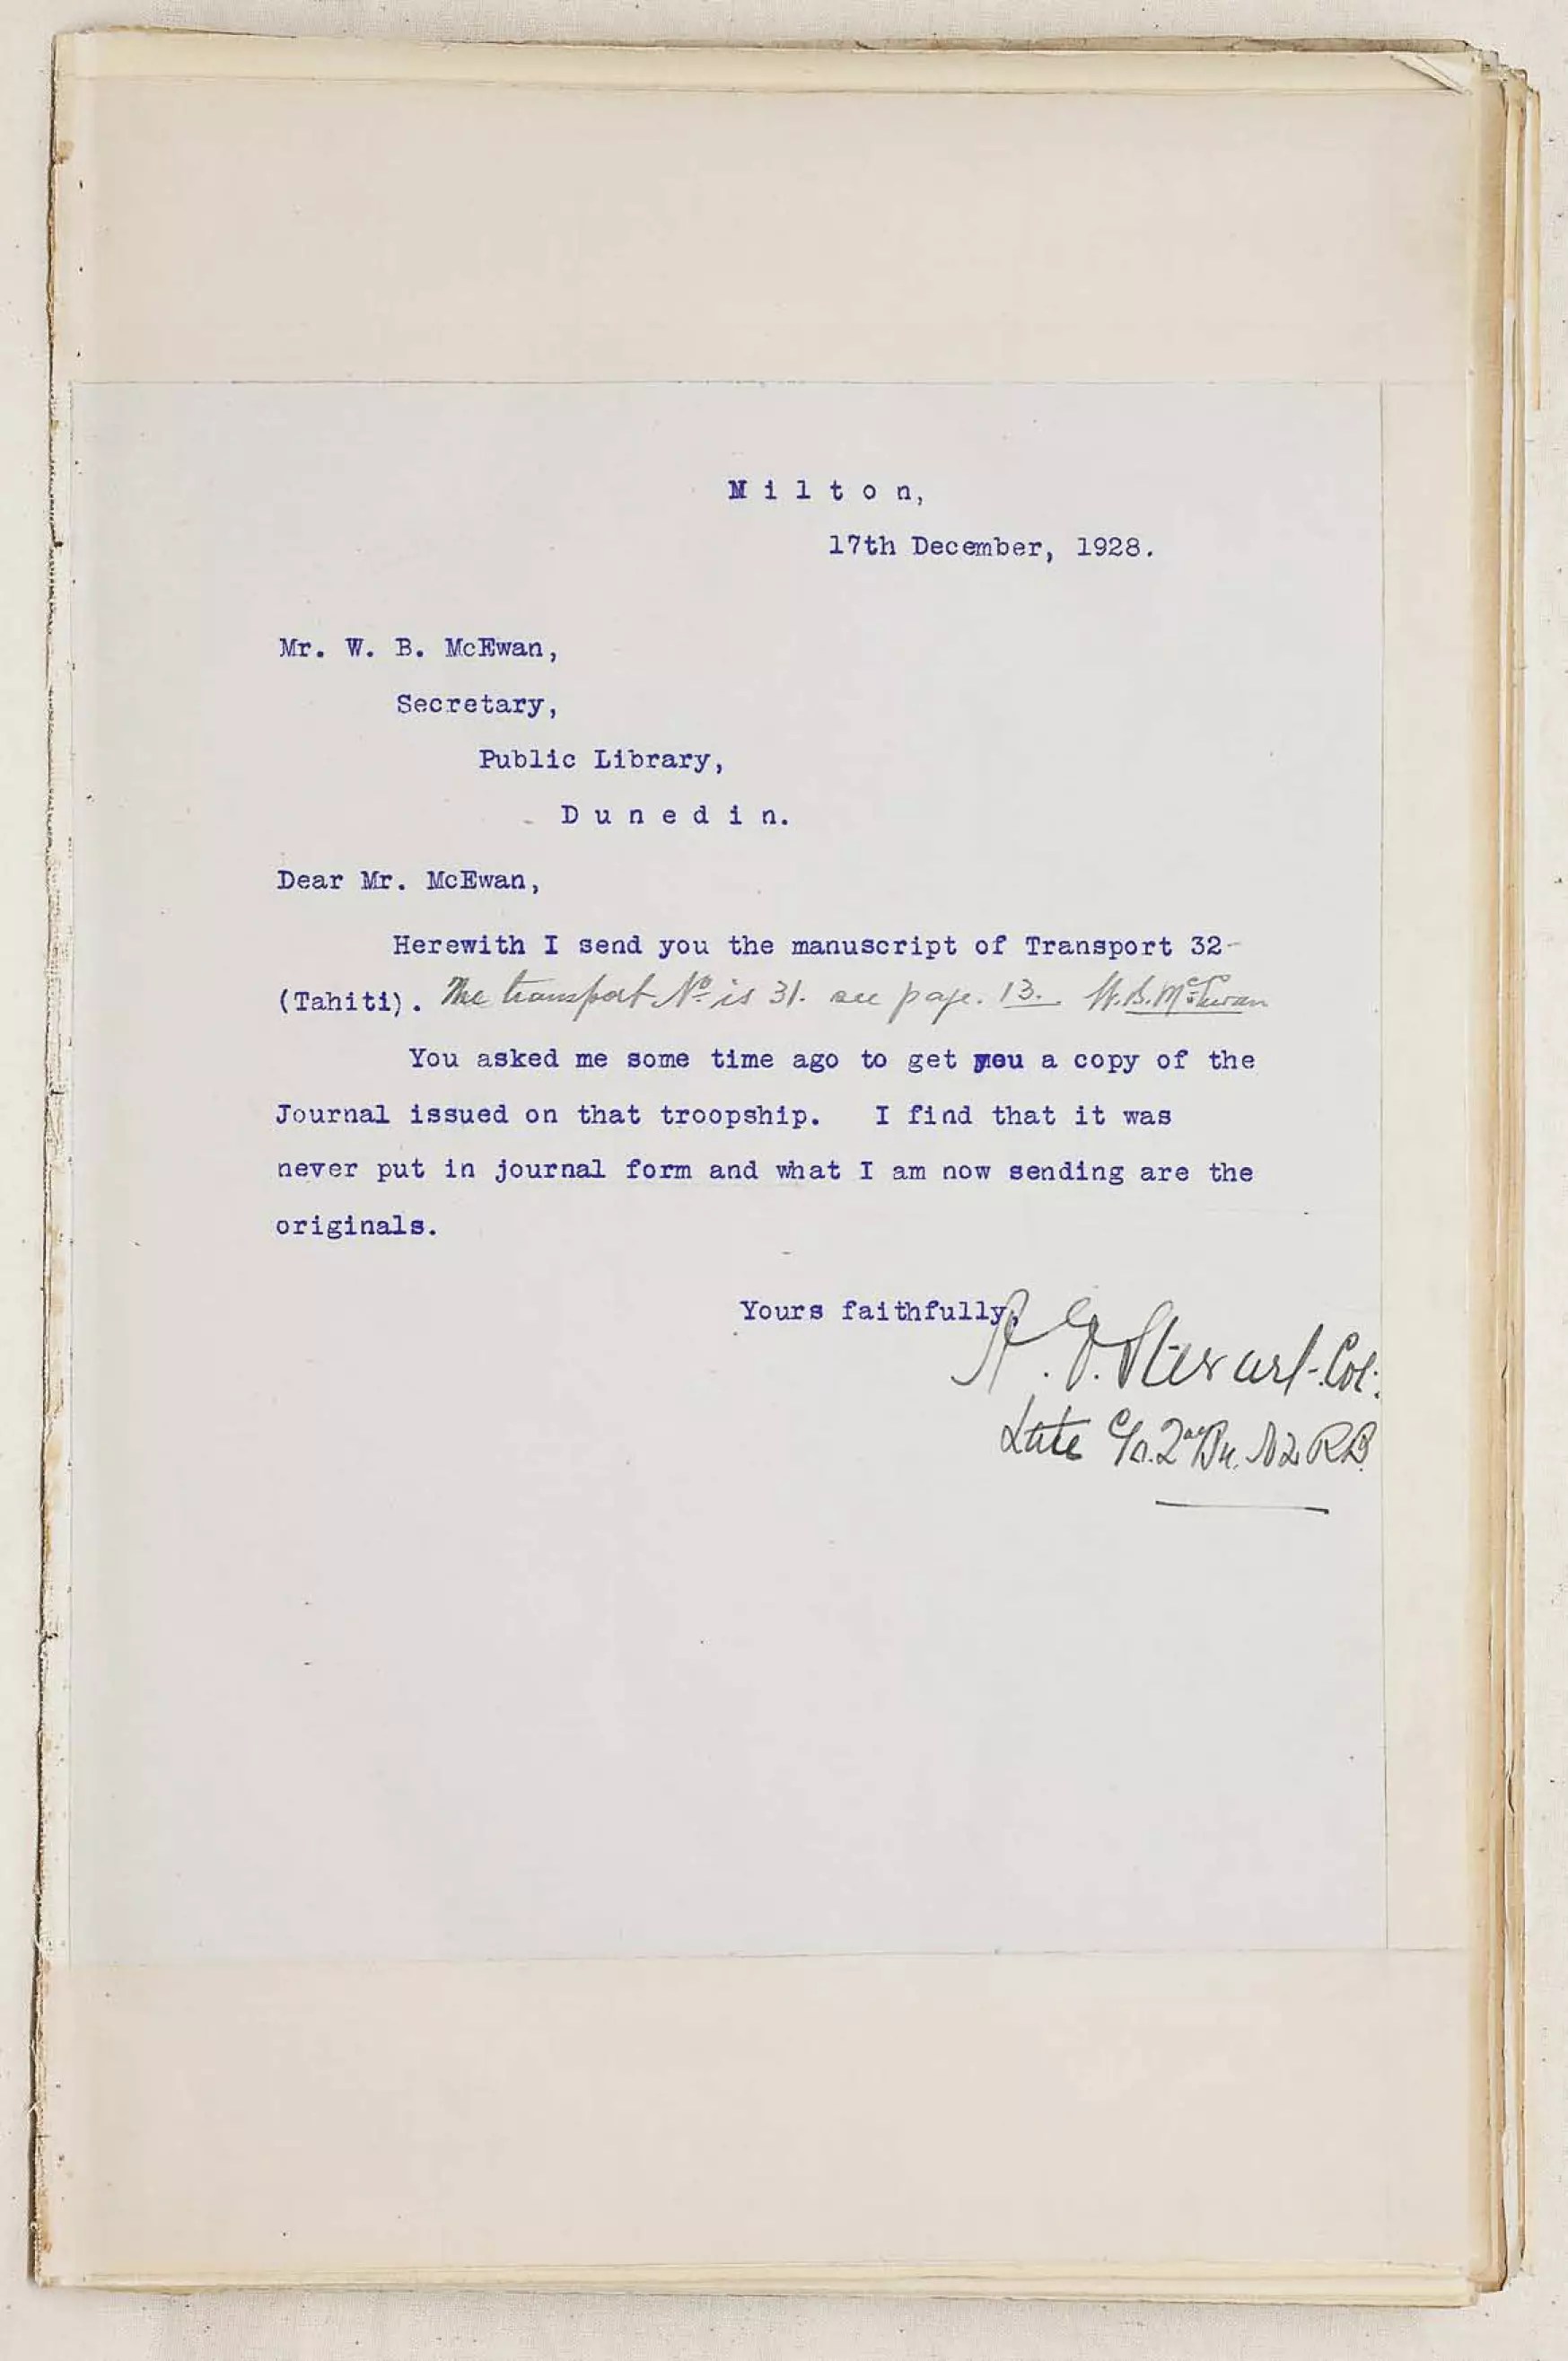 M i l t o n,
17th December, 1928.
Mr. W. B. McEwan,
Secretary,
Public Library,
D u n e d i n.
Dear Mr. McEwan,
Herewith I send you the manuscript of Transport 32-
(Tahiti). The transport No is 31. see page. 13. W.B. McEwan
You asked me some time ago to get you a copy of the
Journal issued on that troopship. I find that it was
never put in journal form and what I am now sending are the
originals.
Yours faithfully,
Stewart - Col:
Late C/o. 2nd Bn. N Z R B.